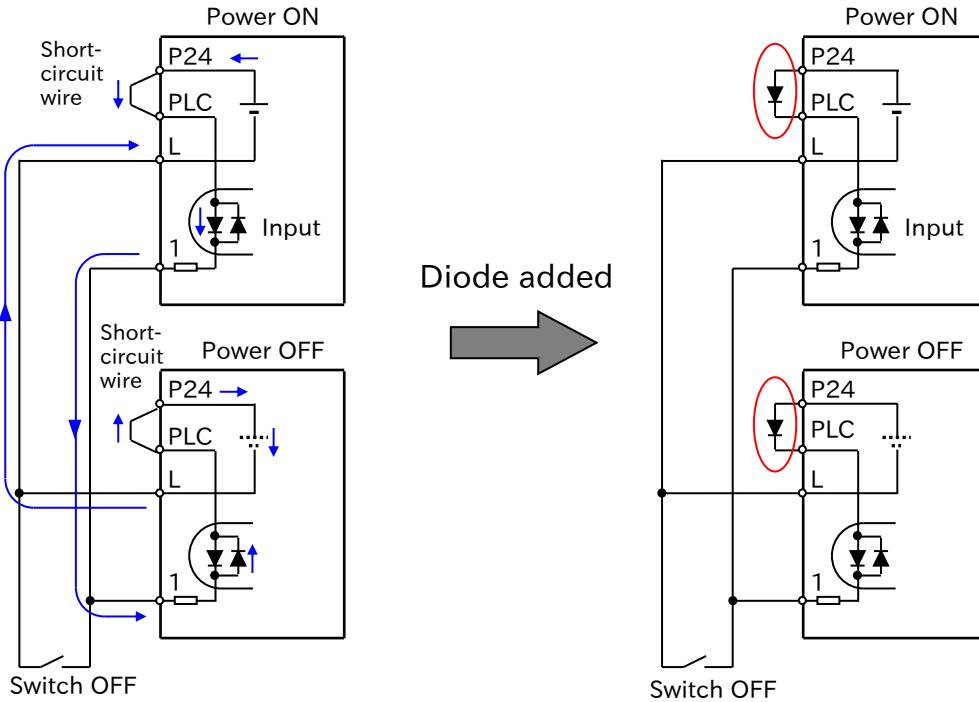 Power ON
Short-
circuit
wire
P24
PLC
L
Input
1
Short-
circuit
wire
Power OFF
P24
PLC
L
1
Switch OFF
Diode added
Power ON
P24
PLC
L
Input
1
Power OFF
P24
PLC
L
1
Switch OFF